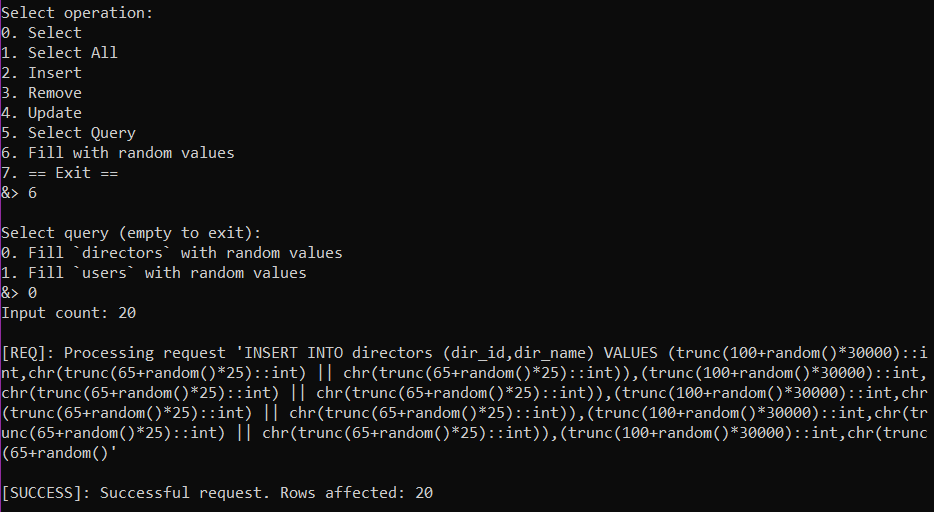 Select operation:
0. Select
1. Select All
2. Insert
3. Remove
4. Update
5. Select Query
6. Fill with random values
7. == Exit ==
&> 6
Select query (empty to exit):
0. Fill `directors` with random values
1. Fill `users` with random values
&> 0
Input count: 20
[REQ]: Processing request 'INSERT INTO directors (dir_id,dir_name) VALUES (trunc(100+random()*30000)::i
nt,chr(trunc(65+random()*25)::int) || chr(trunc(65+random()*25)::int)),(trunc(100+random()*30000)::int,
chr(trunc(65+random()*25)::int) || chr(trunc(65+random()*25)::int)),(trunc(100+random()*30000)::int,chr
(trunc(65+random()*25)::int) || chr(trunc(65+random()*25)::int)),(trunc(100+random()*30000)::int,chr(tr
unc(65+random()*25)::int) || chr(trunc(65+random()*25)::int)),(trunc(100+random()*30000)::int,chr(trunc
(65+random()'
[SUCCESS]: Successful request. Rows affected: 20